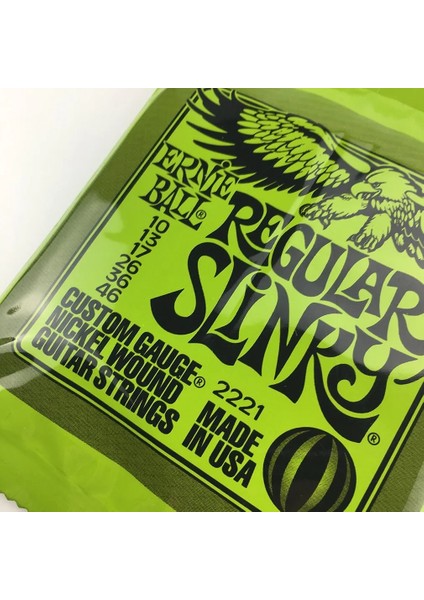 ERNIE
BALL®
REGULAR
SLINKY®
10
13
17
26
36
46
CUSTOM GAUGE® 2221
NICKEL WOUND
GUITAR STRINGS
MADE
IN USA
®